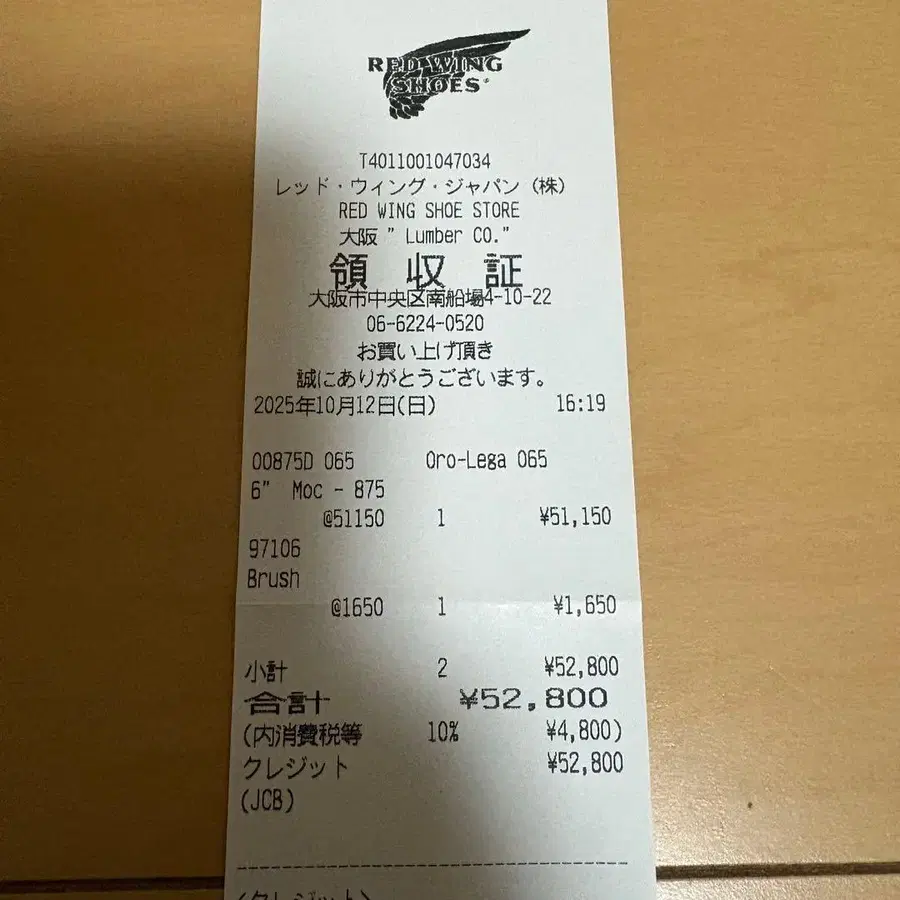 RED WING
SHOES
T4011001047034
レッド・ウィング・ジャパン (株)
RED WING SHOE STORE
大阪 " Lumber CO."
領 収 証
大阪市中央区南船場4-10-22
06-6224-0520
お買い上げ頂き
誠にありがとうございます。
2025年10月12日(日) 16:19
00875D 065 Oro-Lega 065
6" Moc - 875
@51150 1 ¥51,150
97106
Brush
@1650 1 ¥1,650
小計 2 ¥52,800
合計 ¥52,800
(内消費税等 10% ¥4,800)
クレジット ¥52,800
(JCB)
(クレジット)